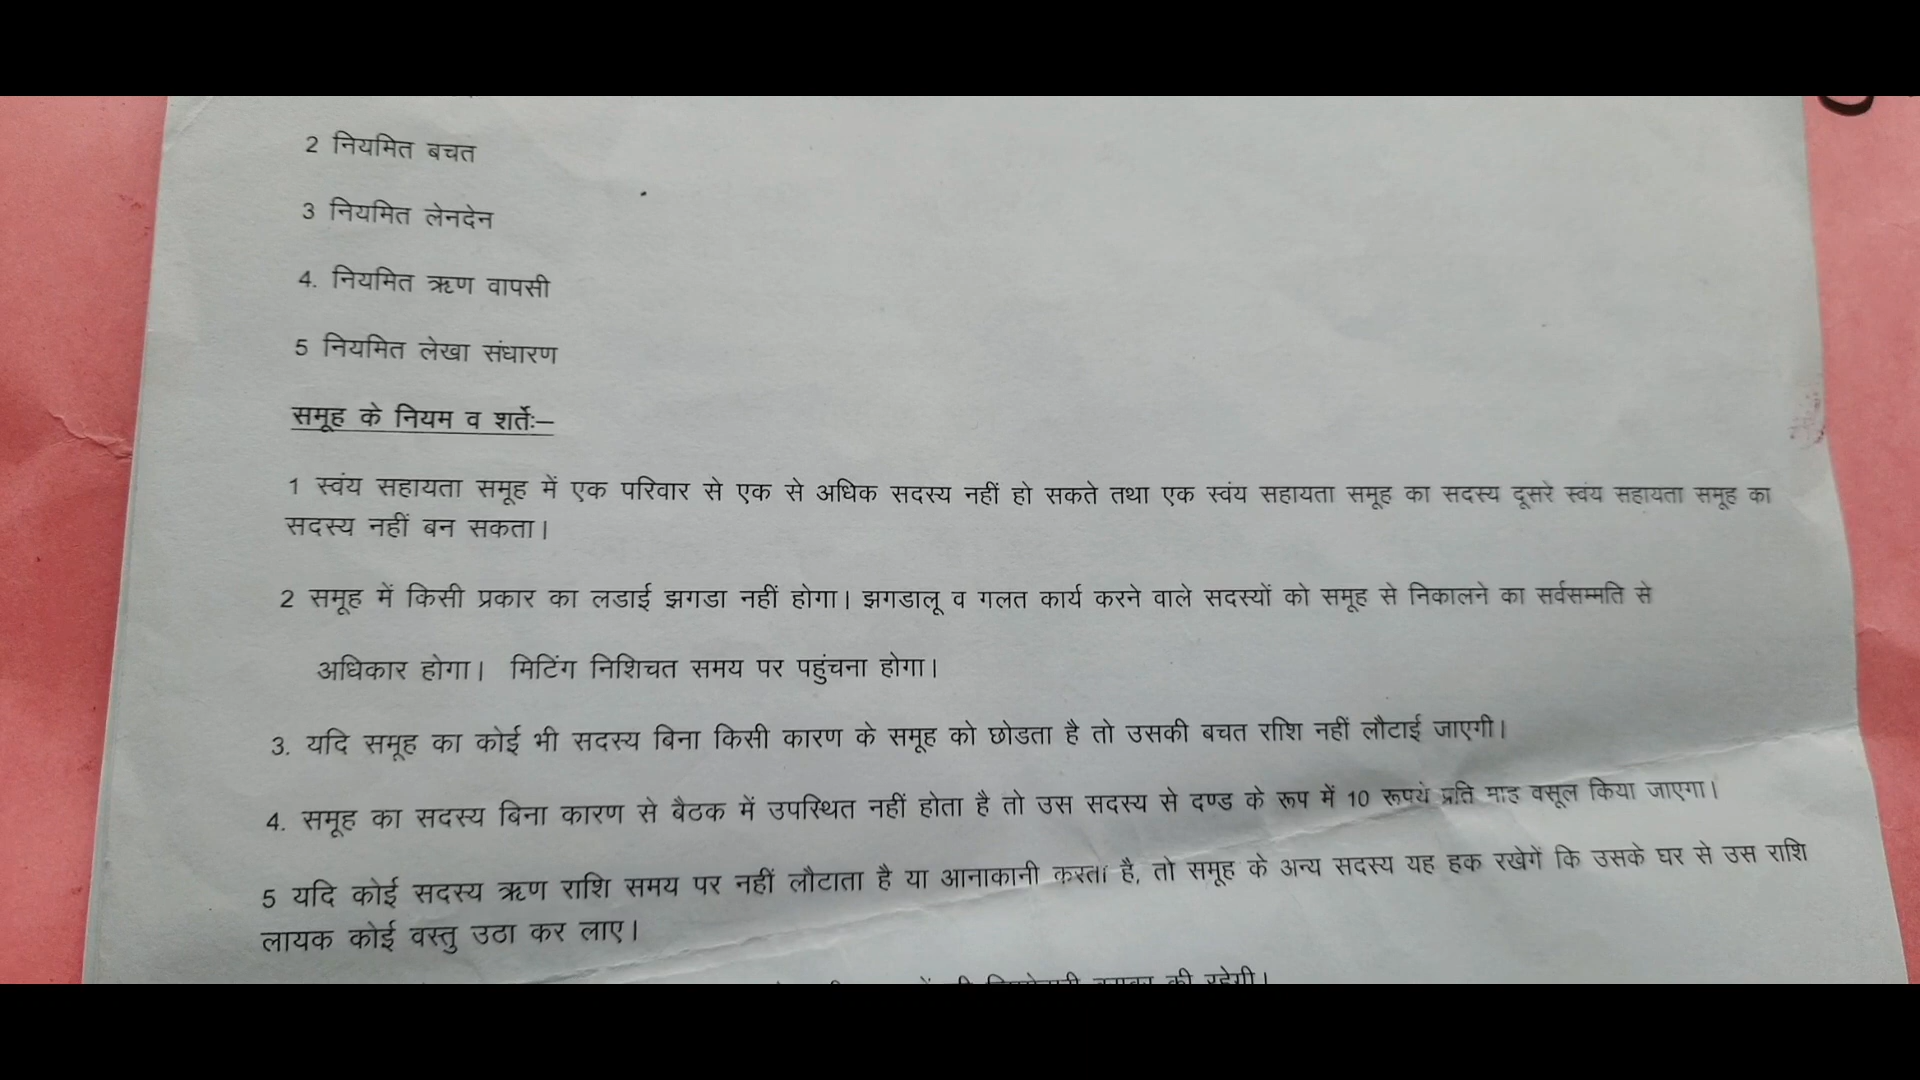 2 नियमित बचत
3 नियमित लेनदेन
4. नियमित ऋण वापसी
5 नियमित लेखा संधारण
समूह के नियम व शर्तेः–
1 स्वंय सहायता समूह में एक परिवार से एक से अधिक सदस्य नहीं हो सकते तथा एक स्वंय सहायता समूह का सदस्य दूसरे स्वंय सहायता समूह का
सदस्य नहीं बन सकता।
2 समूह में किसी प्रकार का लडाई झगडा नहीं होगा। झगडालू व गलत कार्य करने वाले सदस्यों को समूह से निकालने का सर्वसम्मति से
अधिकार होगा। मिटिंग निशिचत समय पर पहुंचना होगा।
3. यदि समूह का कोई भी सदस्य बिना किसी कारण के समूह को छोडता है तो उसकी बचत राशि नहीं लौटाई जाएगी।
4. समूह का सदस्य बिना कारण से बैठक में उपस्थित नहीं होता है तो उस सदस्य से दण्ड के रूप में 10 रूपयें प्रति माह वसूल किया जाएगा।
5 यदि कोई सदस्य ऋण राशि समय पर नहीं लौटाता है या आनाकानी करता है, तो समूह के अन्य सदस्य यह हक रखेगें कि उसके घर से उस राशि
लायक कोई वस्तु उठा कर लाए।
की रहेगी।